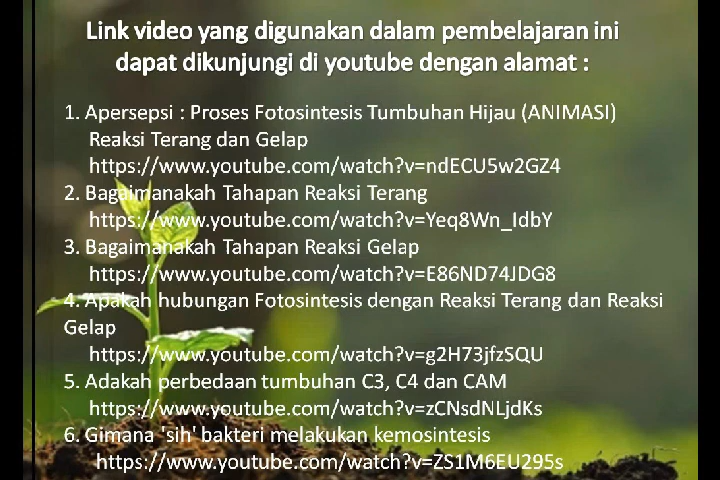 Link video yang digunakan dalam pembelajaran ini
dapat dikunjungi di youtube dengan alamat :
1. Apersepsi : Proses Fotosintesis Tumbuhan Hijau (ANIMASI)
Reaksi Terang dan Gelap
https://www.youtube.com/watch?v=ndECU5w2GZ4
2. Bagaimanakah Tahapan Reaksi Terang
https://www.youtube.com/watch?v=Yeq8Wn_IdbY
3. Bagaimanakah Tahapan Reaksi Gelap
https://www.youtube.com/watch?v=E86ND74JDG8
4. Apakah hubungan Fotosintesis dengan Reaksi Terang dan Reaksi
Gelap
https://www.youtube.com/watch?v=g2H73jfzSQU
5. Adakah perbedaan tumbuhan C3, C4 dan CAM
https://www.youtube.com/watch?v=zCNsdNLjdKs
6. Gimana 'sih' bakteri melakukan kemosintesis
https://www.youtube.com/watch?v=ZS1M6EU295s